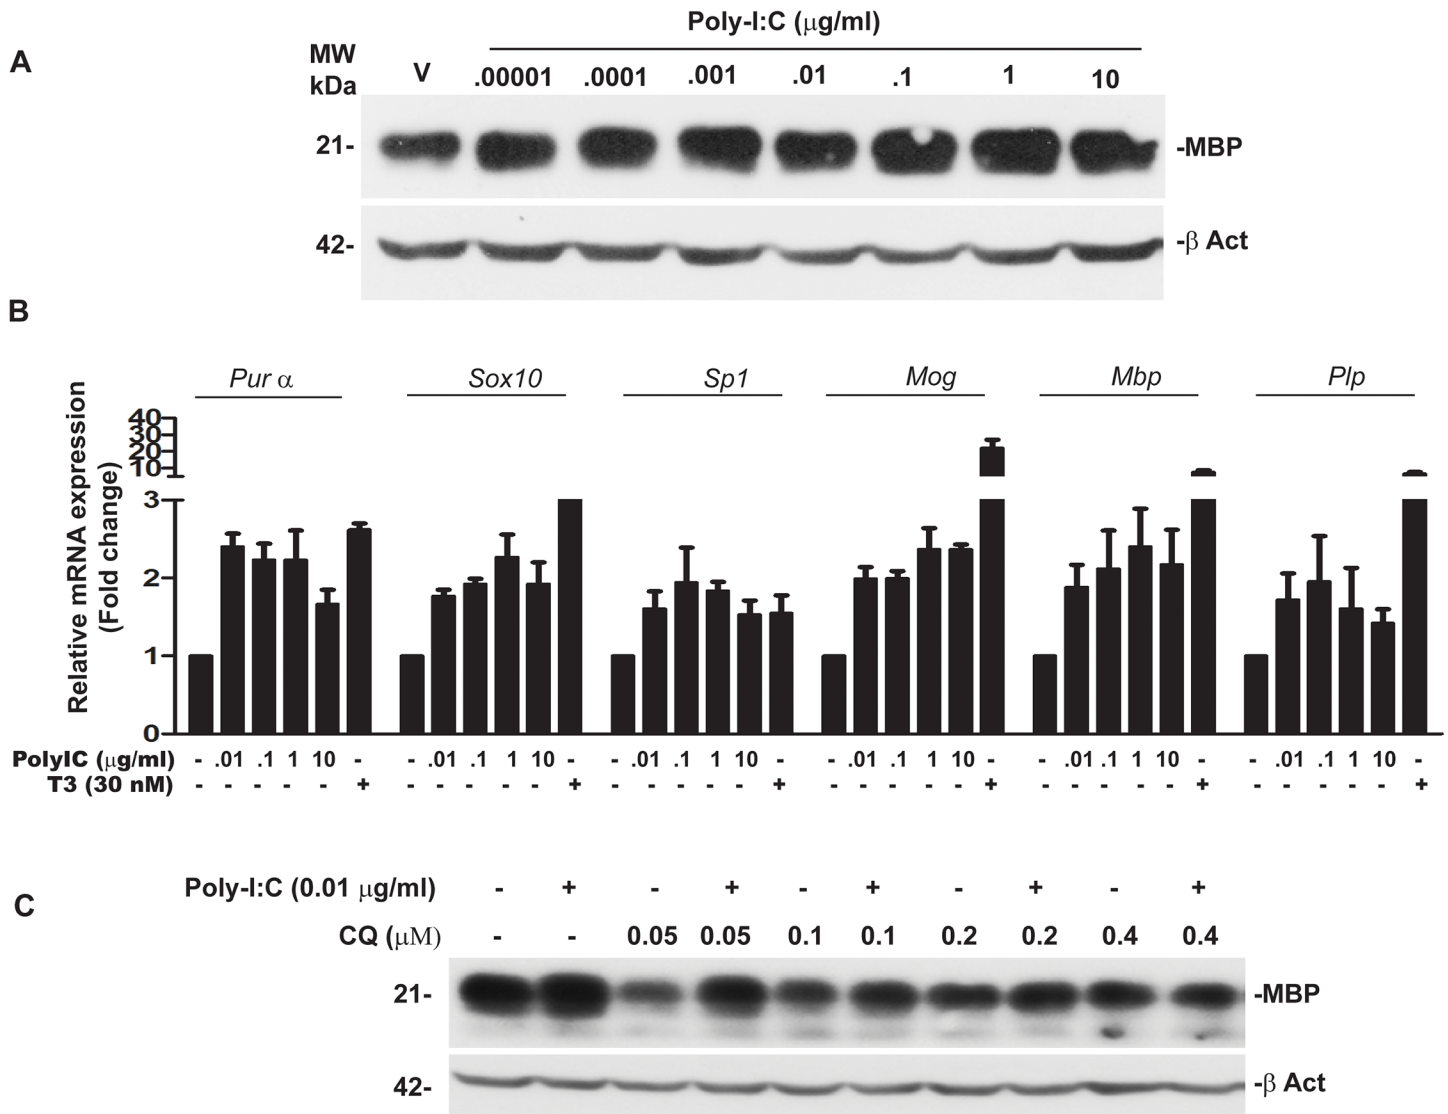 A
Poly-I:C (μg/ml)
MW
kDa
V .00001 .0001 .001 .01 .1 1 10
21- -MBP
42- -β Act
B
Pur α Sox10 Sp1 Mog Mbp Plp
Relative mRNA expression
(Fold change)
40
30
20
10
3
2
1
0
PolyIC (μg/ml) - .01 .1 1 10 - - .01 .1 1 10 - - .01 .1 1 10 - - .01 .1 1 10 - - .01 .1 1 10 - - .01 .1 1 10 -
T3 (30 nM) - - - - - + - - - - - + - - - - - + - - - - - + - - - - - + - - - - - +
C
Poly-I:C (0.01 μg/ml) - + - + - + - + - +
CQ (μM) - - 0.05 0.05 0.1 0.1 0.2 0.2 0.4 0.4
21- -MBP
42- -β Act